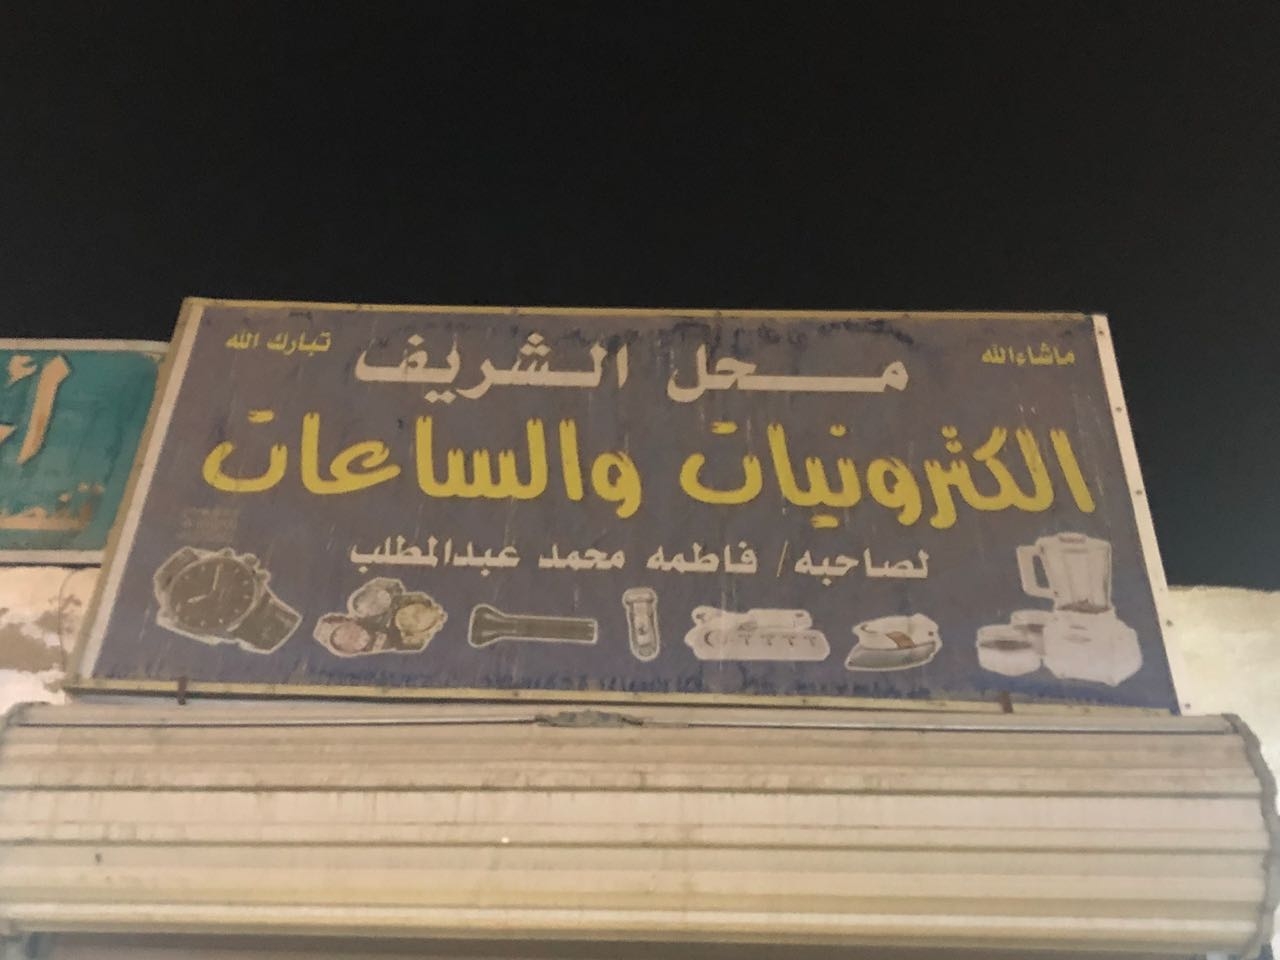 ماشاءالله
تبارك الله
محل الشريف
الكترونيات والساعات
لصاحبه / فاطمه محمد عبدالمطلب